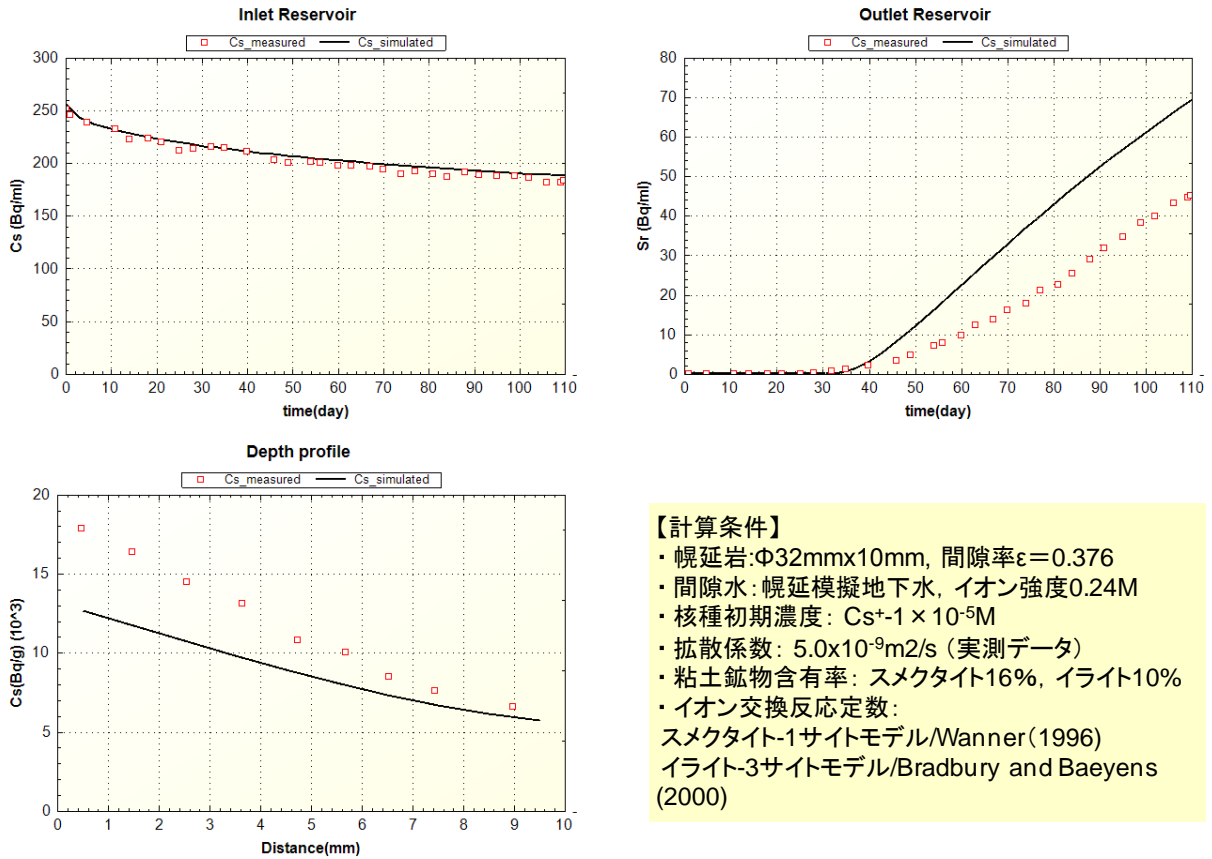 Inlet Reservoir
Cs_measured Cs_simulated
300
250
200
150
100
50
0
Cs (Bq/ml)
0 10 20 30 40 50 60 70 80 90 100 110
time(day)
Outlet Reservoir
Cs_measured Cs_simulated
80
70
60
50
40
30
20
10
0
Sr (Bq/ml)
0 10 20 30 40 50 60 70 80 90 100 110
time(day)
Depth profile
Cs_measured Cs_simulated
20
15
10
5
0
Cs(Bq/g) (10^3)
0 1 2 3 4 5 6 7 8 9 10
Distance(mm)
【計算条件】
・幌延岩:Φ32mmx10mm, 間隙率ε＝0.376
・間隙水:幌延模擬地下水, イオン強度0.24M
・核種初期濃度: Cs⁺-1×10⁻⁵M
・拡散係数: 5.0x10⁻⁹m2/s (実測データ)
・粘土鉱物含有率: スメクタイト16%, イライト10%
・イオン交換反応定数:
スメクタイト-1サイトモデル/Wanner(1996)
イライト-3サイトモデル/Bradbury and Baeyens
(2000)